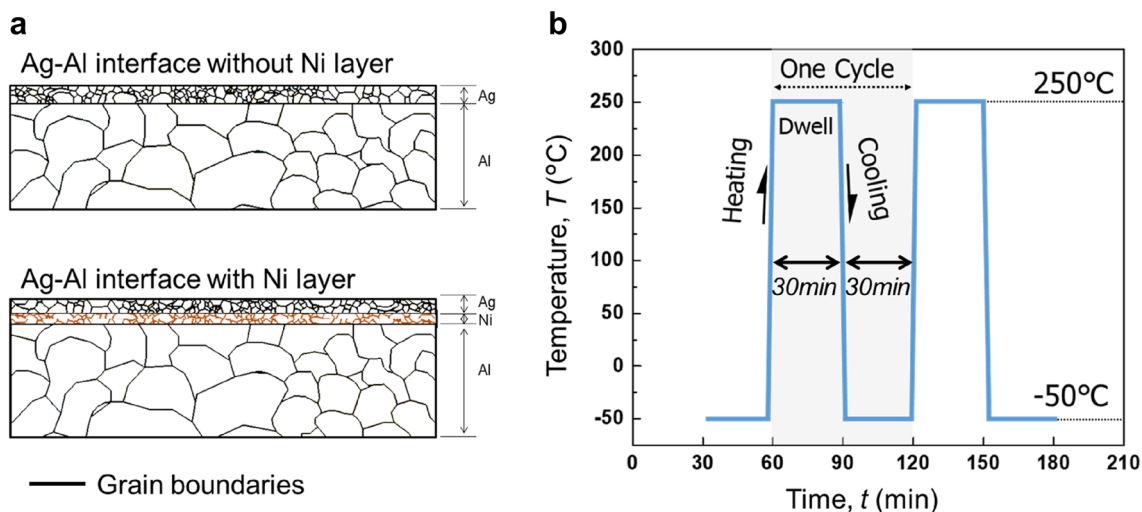 a
Ag-Al interface without Ni layer
Ag
Al
Ag-Al interface with Ni layer
Ag
Ni
Al
Grain boundaries
b
300
250
200
150
100
50
0
-50
Temperature, T (°C)
One Cycle
Dwell
Heating
Cooling
30min
30min
250°C
-50°C
0
30
60
90
120
150
180
210
Time, t (min)